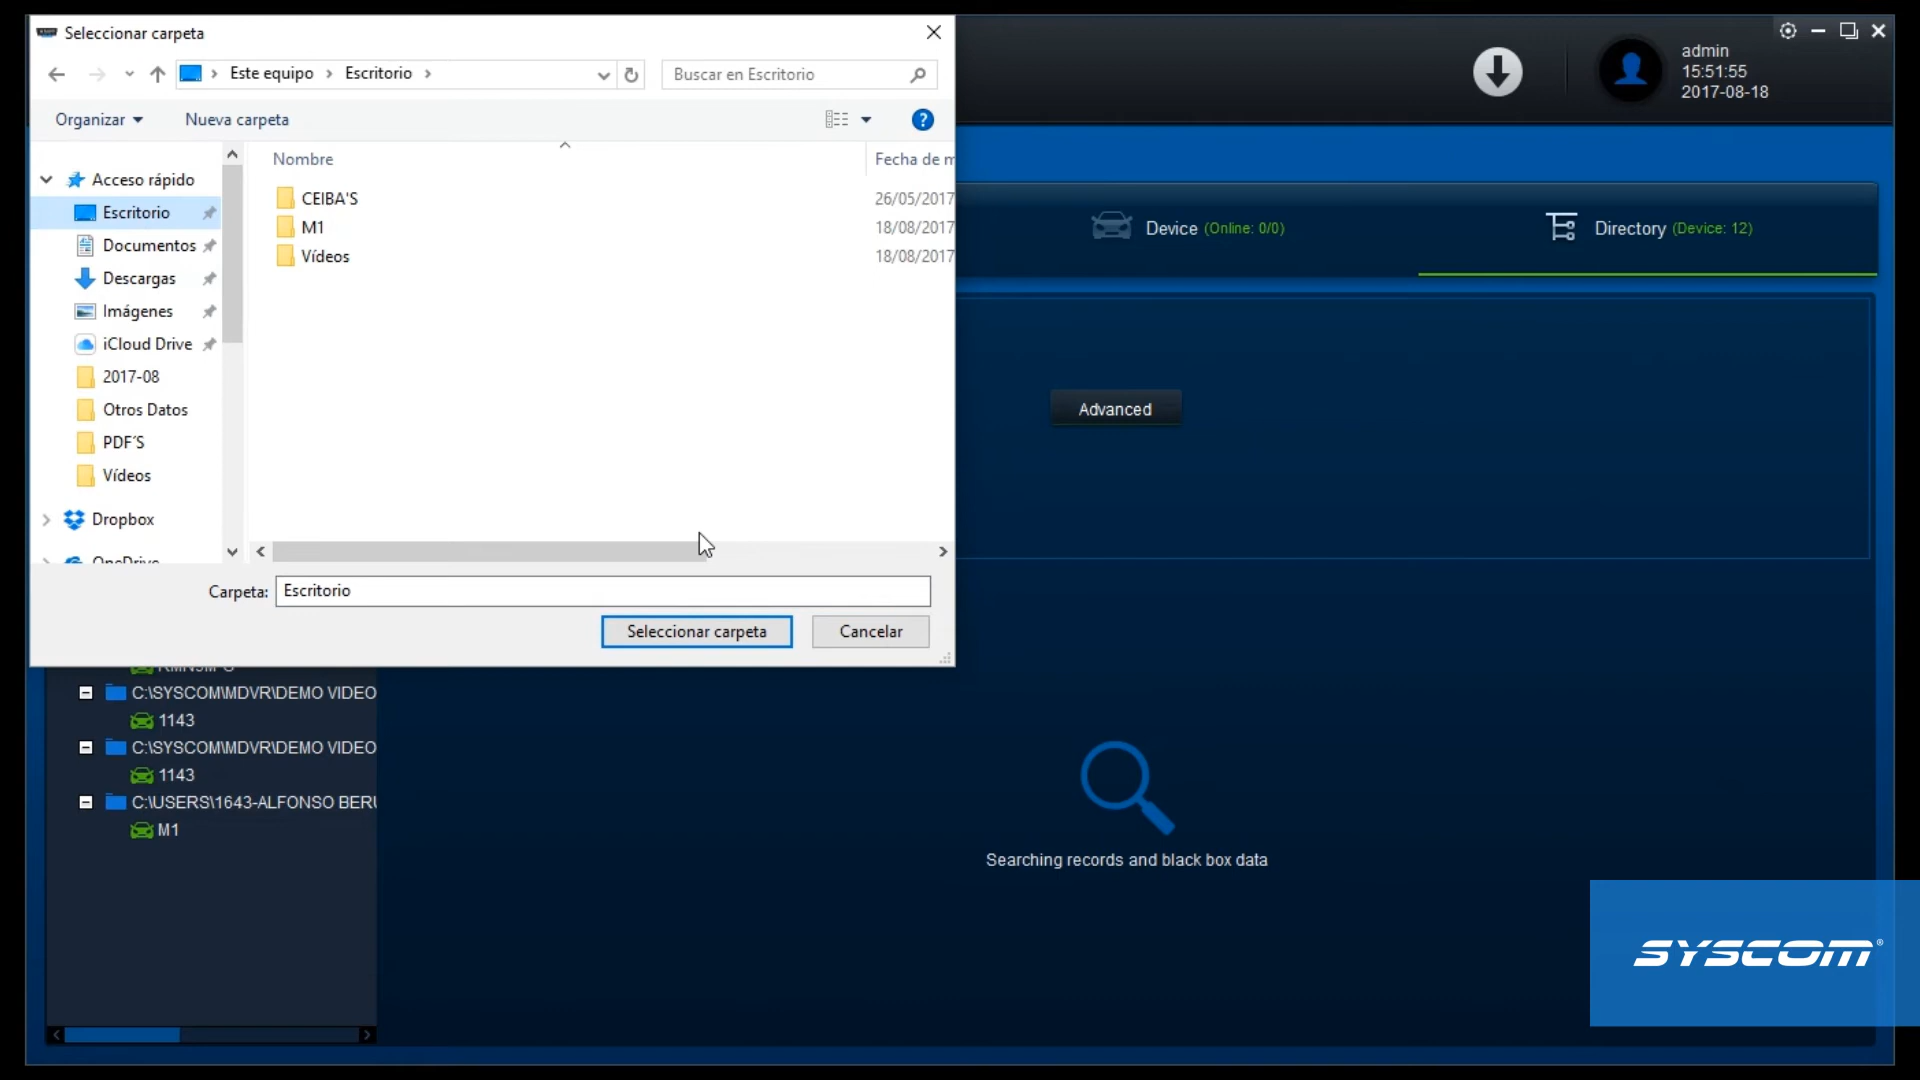 Seleccionar carpeta
Este equipo
Escritorio
Buscar en Escritorio
admin
15:51:55
2017-08-18
Organizar
Nueva carpeta
?
Nombre
Fecha de m
Acceso rápido
Escritorio
Documentos
Descargas
Imágenes
iCloud Drive
2017-08
Otros Datos
PDF'S
Vídeos
Dropbox
OneDrive
CEIBA'S
26/05/2017
M1
18/08/2017
Vídeos
18/08/2017
Device (Online: 0/0)
Directory (Device: 12)
Advanced
Carpeta:
Escritorio
Seleccionar carpeta
Cancelar
C:\SYSCOM\MDVR\DEMO VIDEO
1143
C:\SYSCOM\MDVR\DEMO VIDEO
1143
C:\USERS\1643-ALFONSO BERU
M1
Searching records and black box data
SYSCOM®